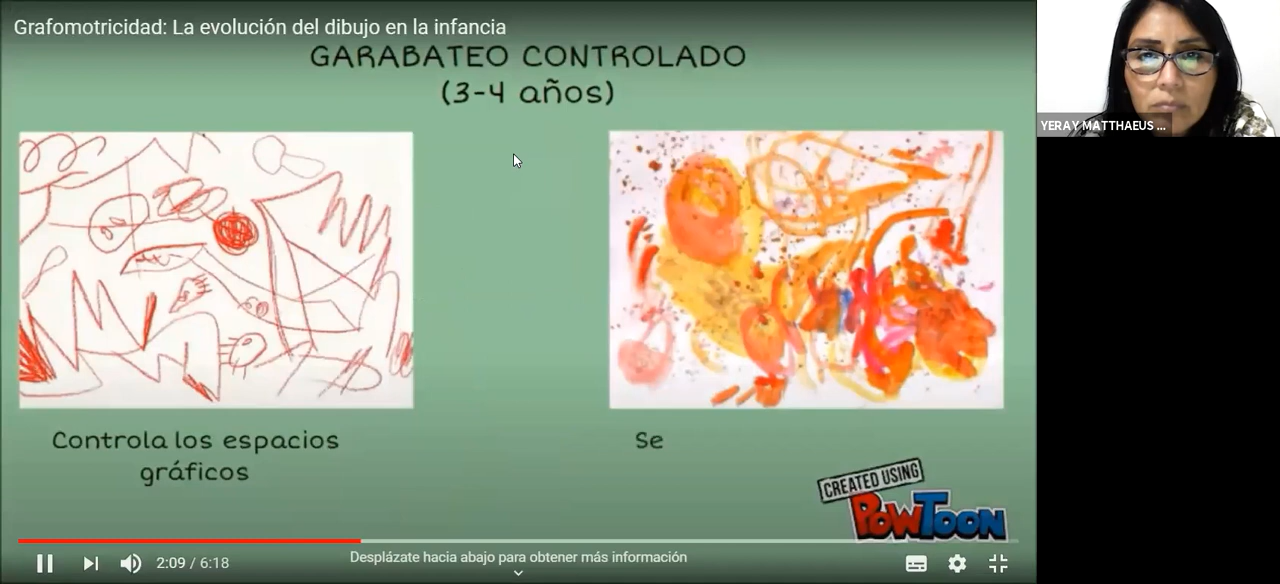 Grafomotricidad: La evolución del dibujo en la infancia
GARABATEO CONTROLADO
(3-4 años)
YERAY MATTHAEUS ...
Controla los espacios
gráficos
Se
CREATED USING
POWTOON
2:09 / 6:18
Desplázate hacia abajo para obtener más información